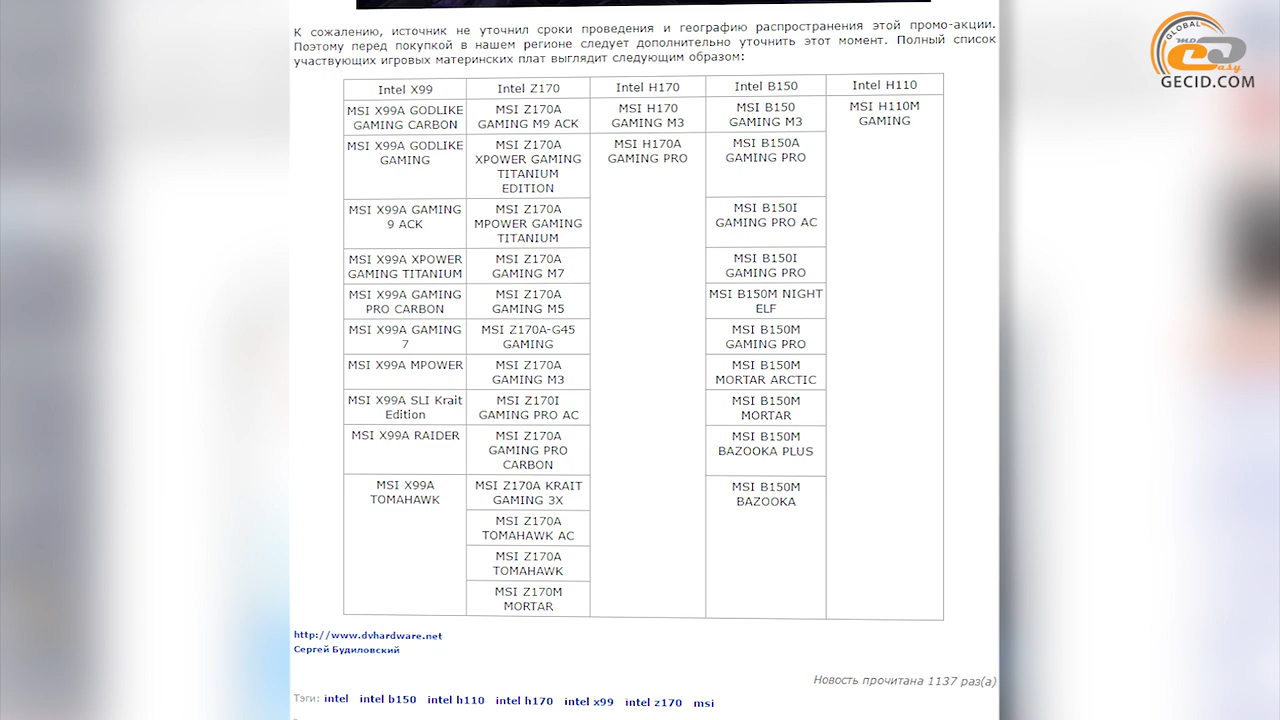 К сожалению, источник не уточнил сроки проведения и географию распространения этой промо-акции.
Поэтому перед покупкой в нашем регионе следует дополнительно уточнить этот момент. Полный список
участвующих игровых материнских плат выглядит следующим образом:
GLOBAL
easy
GECID.COM
Intel X99
Intel Z170
Intel H170
Intel B150
Intel H110
MSI X99A GODLIKE
GAMING CARBON
MSI Z170A
GAMING M9 ACK
MSI H170
GAMING M3
MSI B150
GAMING M3
MSI H110M
GAMING
MSI X99A GODLIKE
GAMING
MSI Z170A
XPOWER GAMING
TITANIUM
EDITION
MSI H170A
GAMING PRO
MSI B150A
GAMING PRO
MSI X99A GAMING
9 ACK
MSI Z170A
MPOWER GAMING
TITANIUM
MSI B150I
GAMING PRO AC
MSI X99A XPOWER
GAMING TITANIUM
MSI Z170A
GAMING M7
MSI B150I
GAMING PRO
MSI X99A GAMING
PRO CARBON
MSI Z170A
GAMING M5
MSI B150M NIGHT
ELF
MSI X99A GAMING
7
MSI Z170A-G45
GAMING
MSI B150M
GAMING PRO
MSI X99A MPOWER
MSI Z170A
GAMING M3
MSI B150M
MORTAR ARCTIC
MSI X99A SLI Krait
Edition
MSI Z170I
GAMING PRO AC
MSI B150M
MORTAR
MSI X99A RAIDER
MSI Z170A
GAMING PRO
CARBON
MSI B150M
BAZOOKA PLUS
MSI X99A
TOMAHAWK
MSI Z170A KRAIT
GAMING 3X
MSI B150M
BAZOOKA
MSI Z170A
TOMAHAWK AC
MSI Z170A
TOMAHAWK
MSI Z170M
MORTAR
http://www.dvhardware.net
Сергей Будиловский
Новость прочитана 1137 раз(а)
Тэги: intel intel b150 intel h110 intel h170 intel x99 intel z170 msi